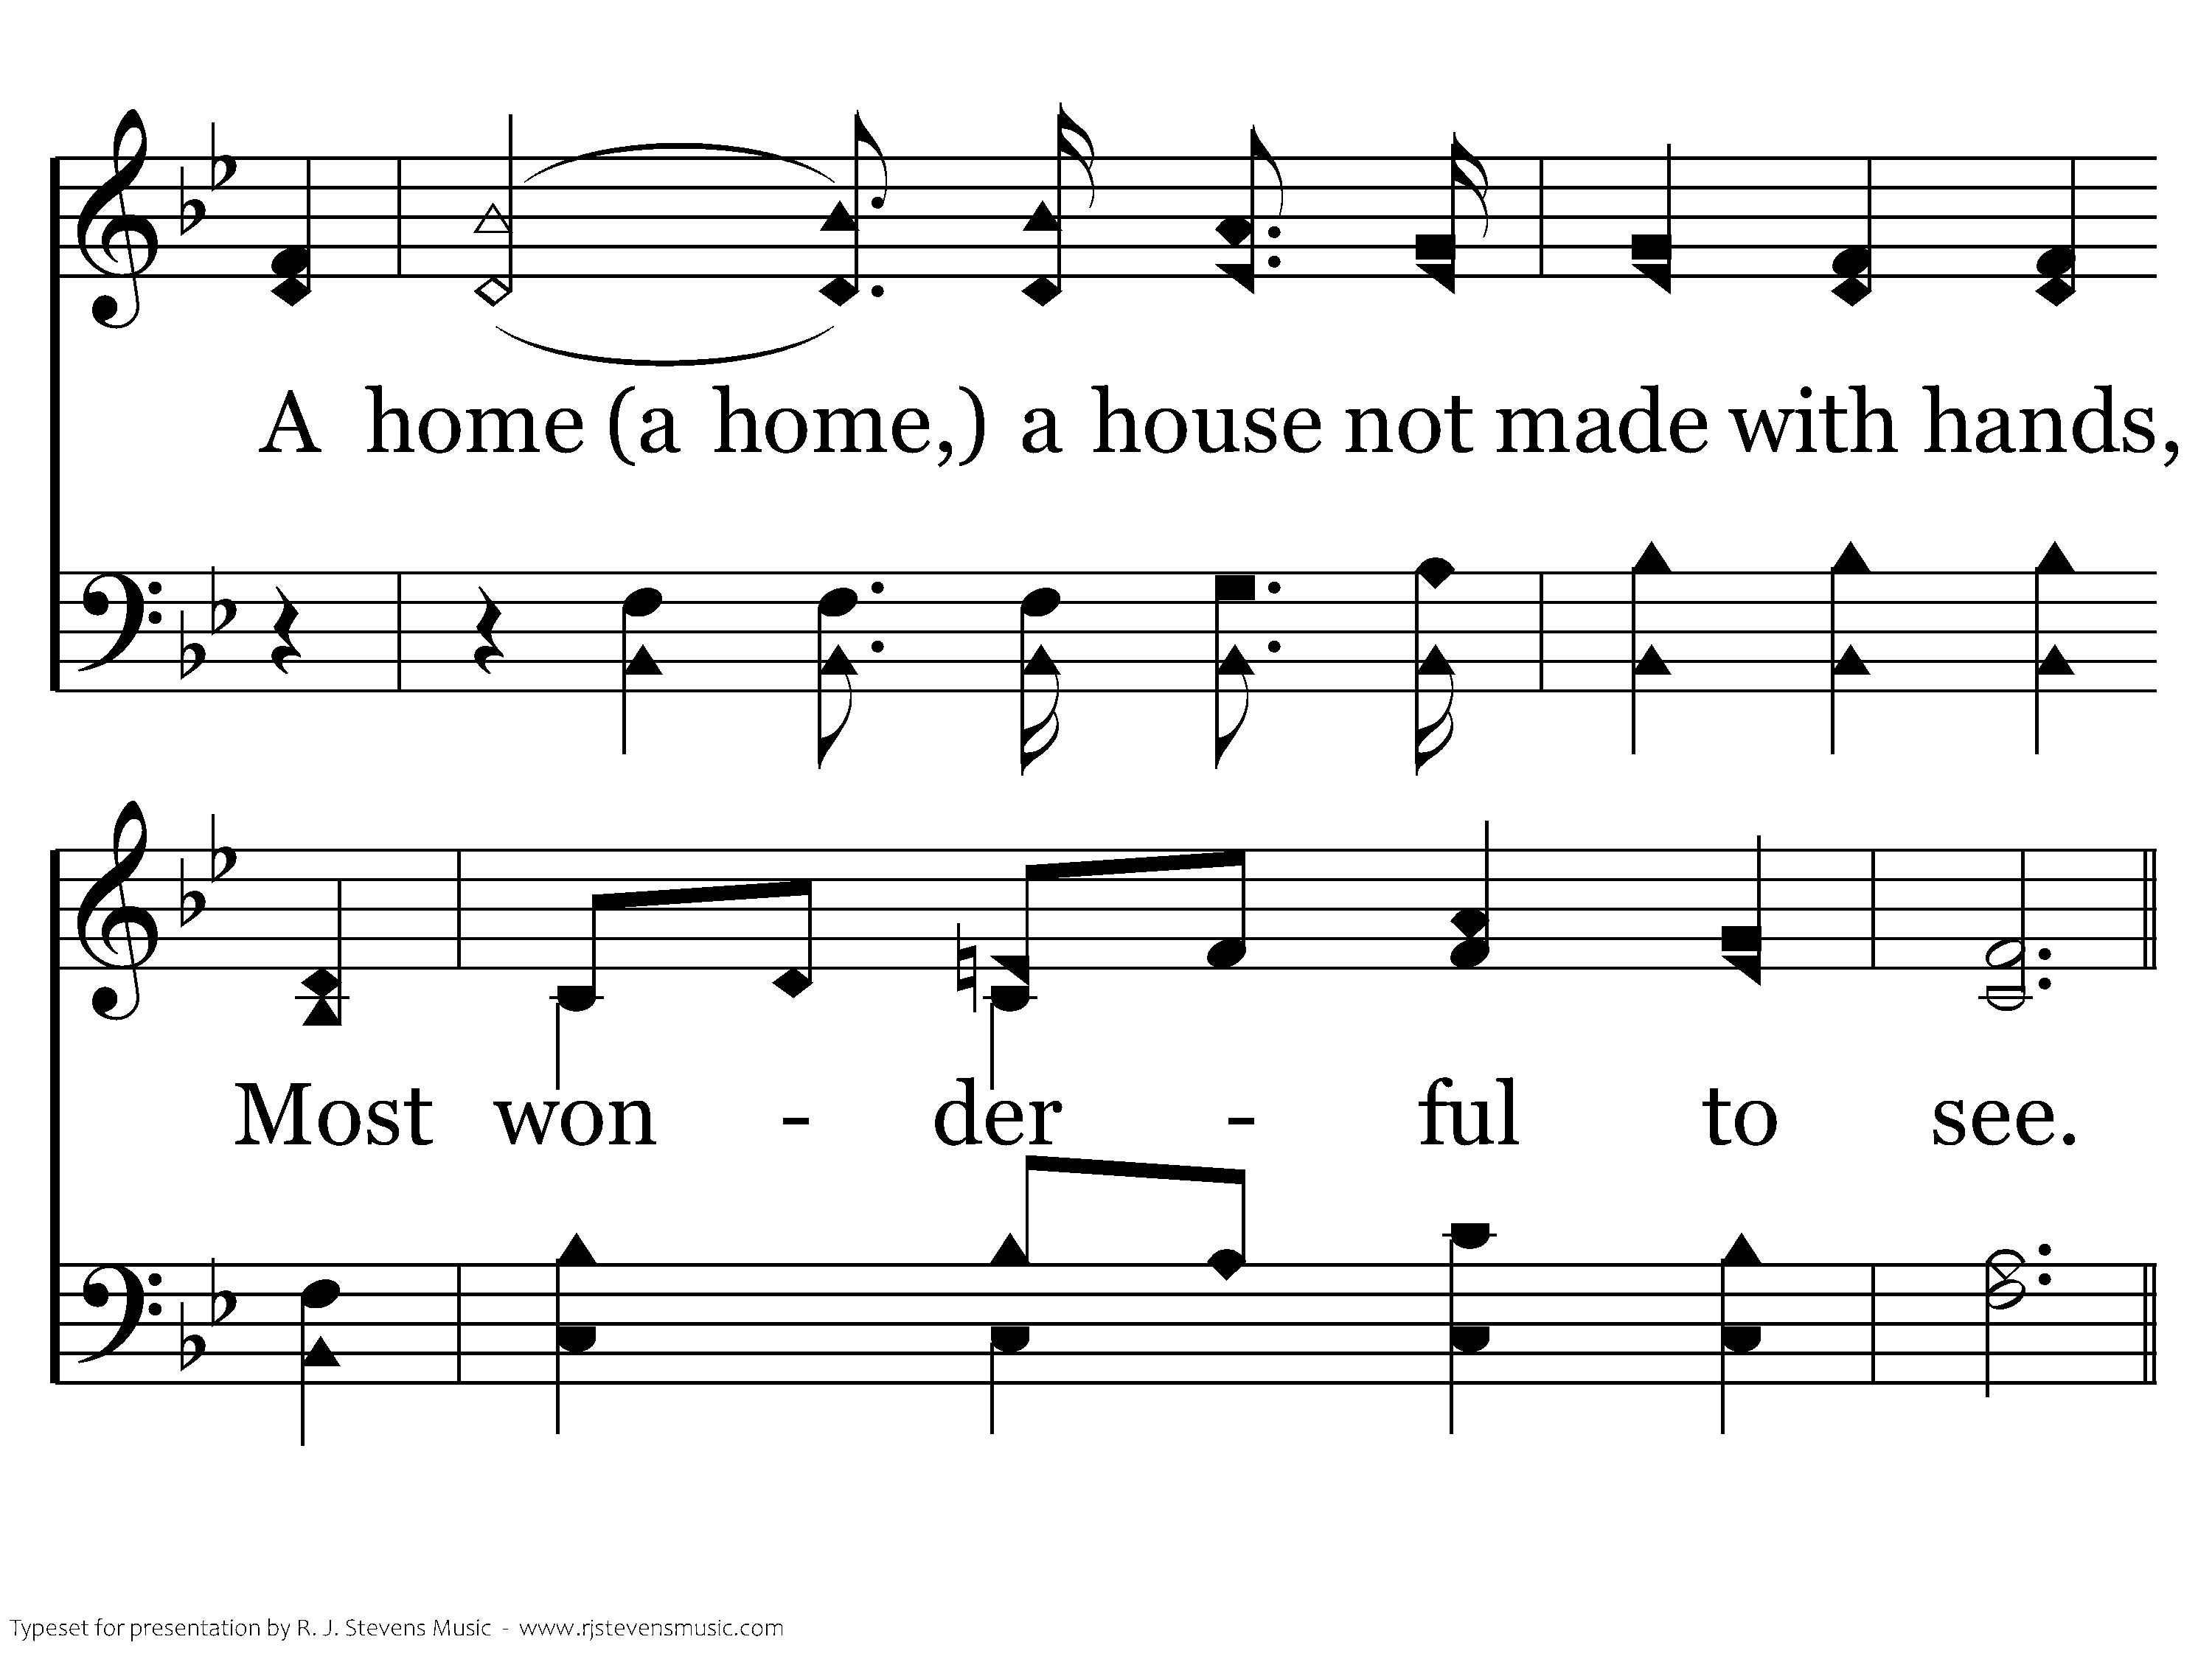 A home (a home,) a house not made with hands,
Most won - der - ful to see.
Typeset for presentation by R. J. Stevens Music - www.rjstevensmusic.com